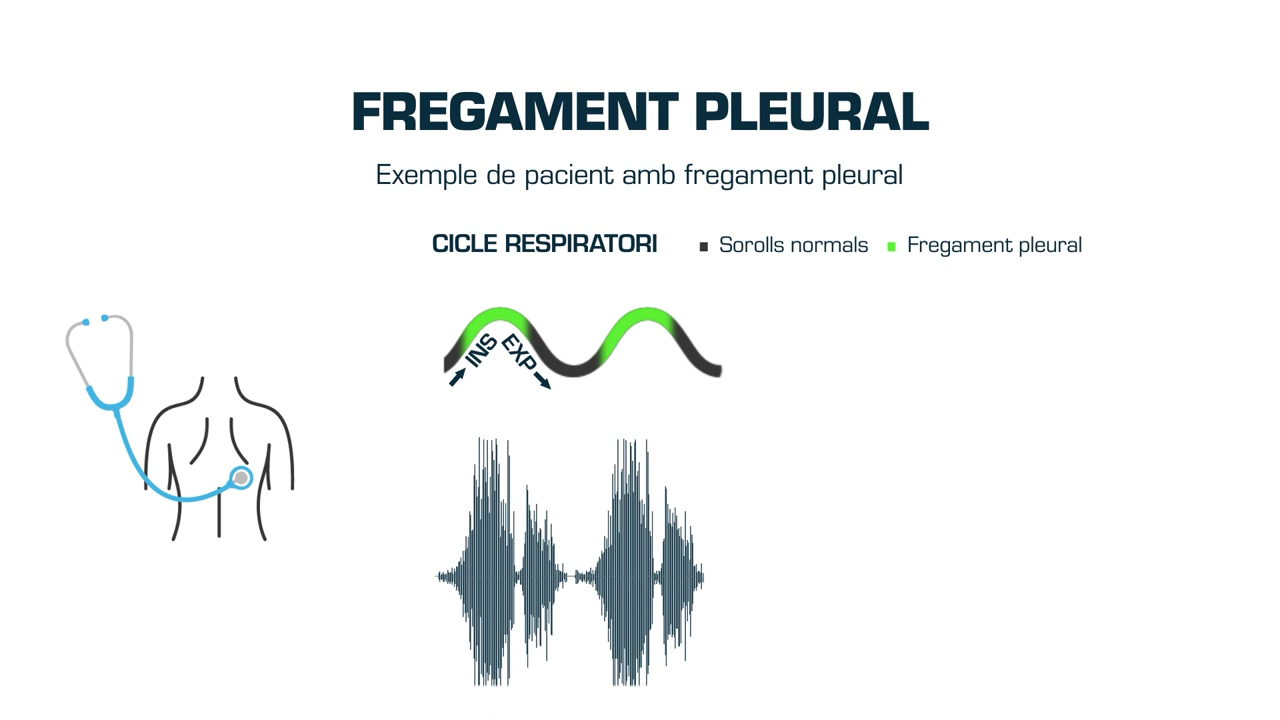 FREGAMENT PLEURAL
Exemple de pacient amb fregament pleural
CICLE RESPIRATORI
Sorolls normals Fregament pleural
INS EXP